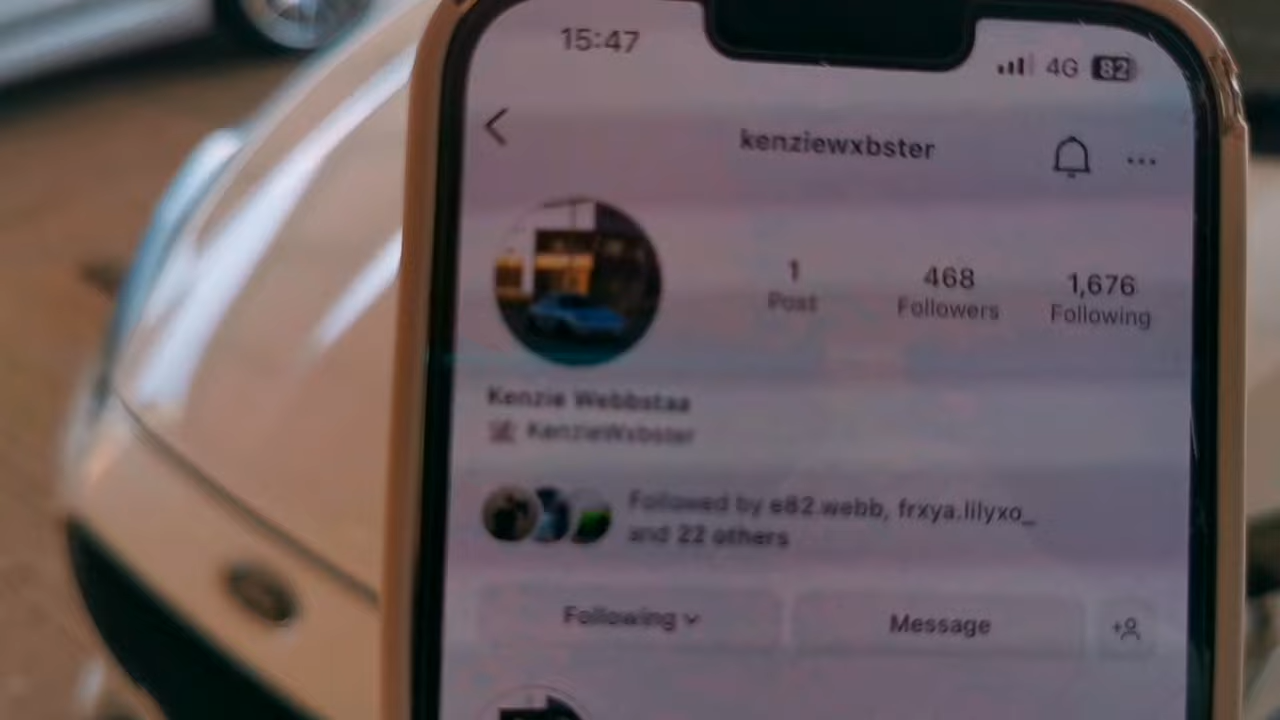 15:47
4G 82
kenziewxbster
1
Post
468
Followers
1,676
Following
Kenzie Webbstaa
KenzieWxbster
Followed by e82.webb, frxya.lilyxo_
and 22 others
Following
Message